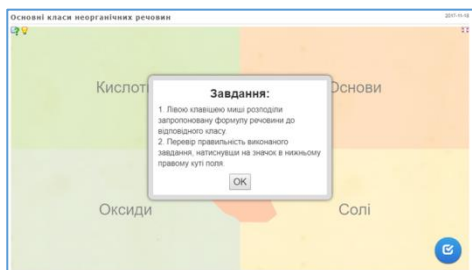 Основні класи неорганічних речовин
2017-11-18
Кислоти
Основи
Завдання:
1. Лівою клавішею миші розподіли
запропоновану формулу речовини до
відповідного класу.
2. Перевір правильність виконаного
завдання, натиснувши на значок в нижньому
правому куті поля.
OK
Оксиди
Солі